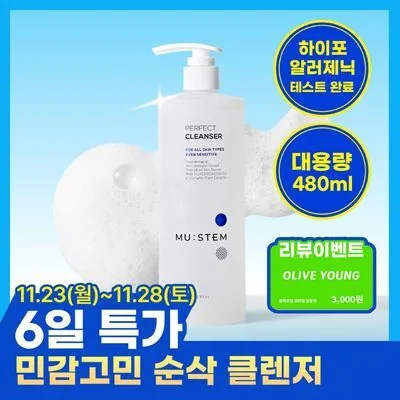 하이포
알러제닉
테스트 완료
PERFECT
CLEANSER
FOR ALL SKIN TYPES
EVEN SENSITIVE
대용량
480ml
MU:STEM
리뷰이벤트
OLIVE YOUNG
3,000원
11.23(월)~11.28(토)
6일 특가
민감고민 순삭 클렌저